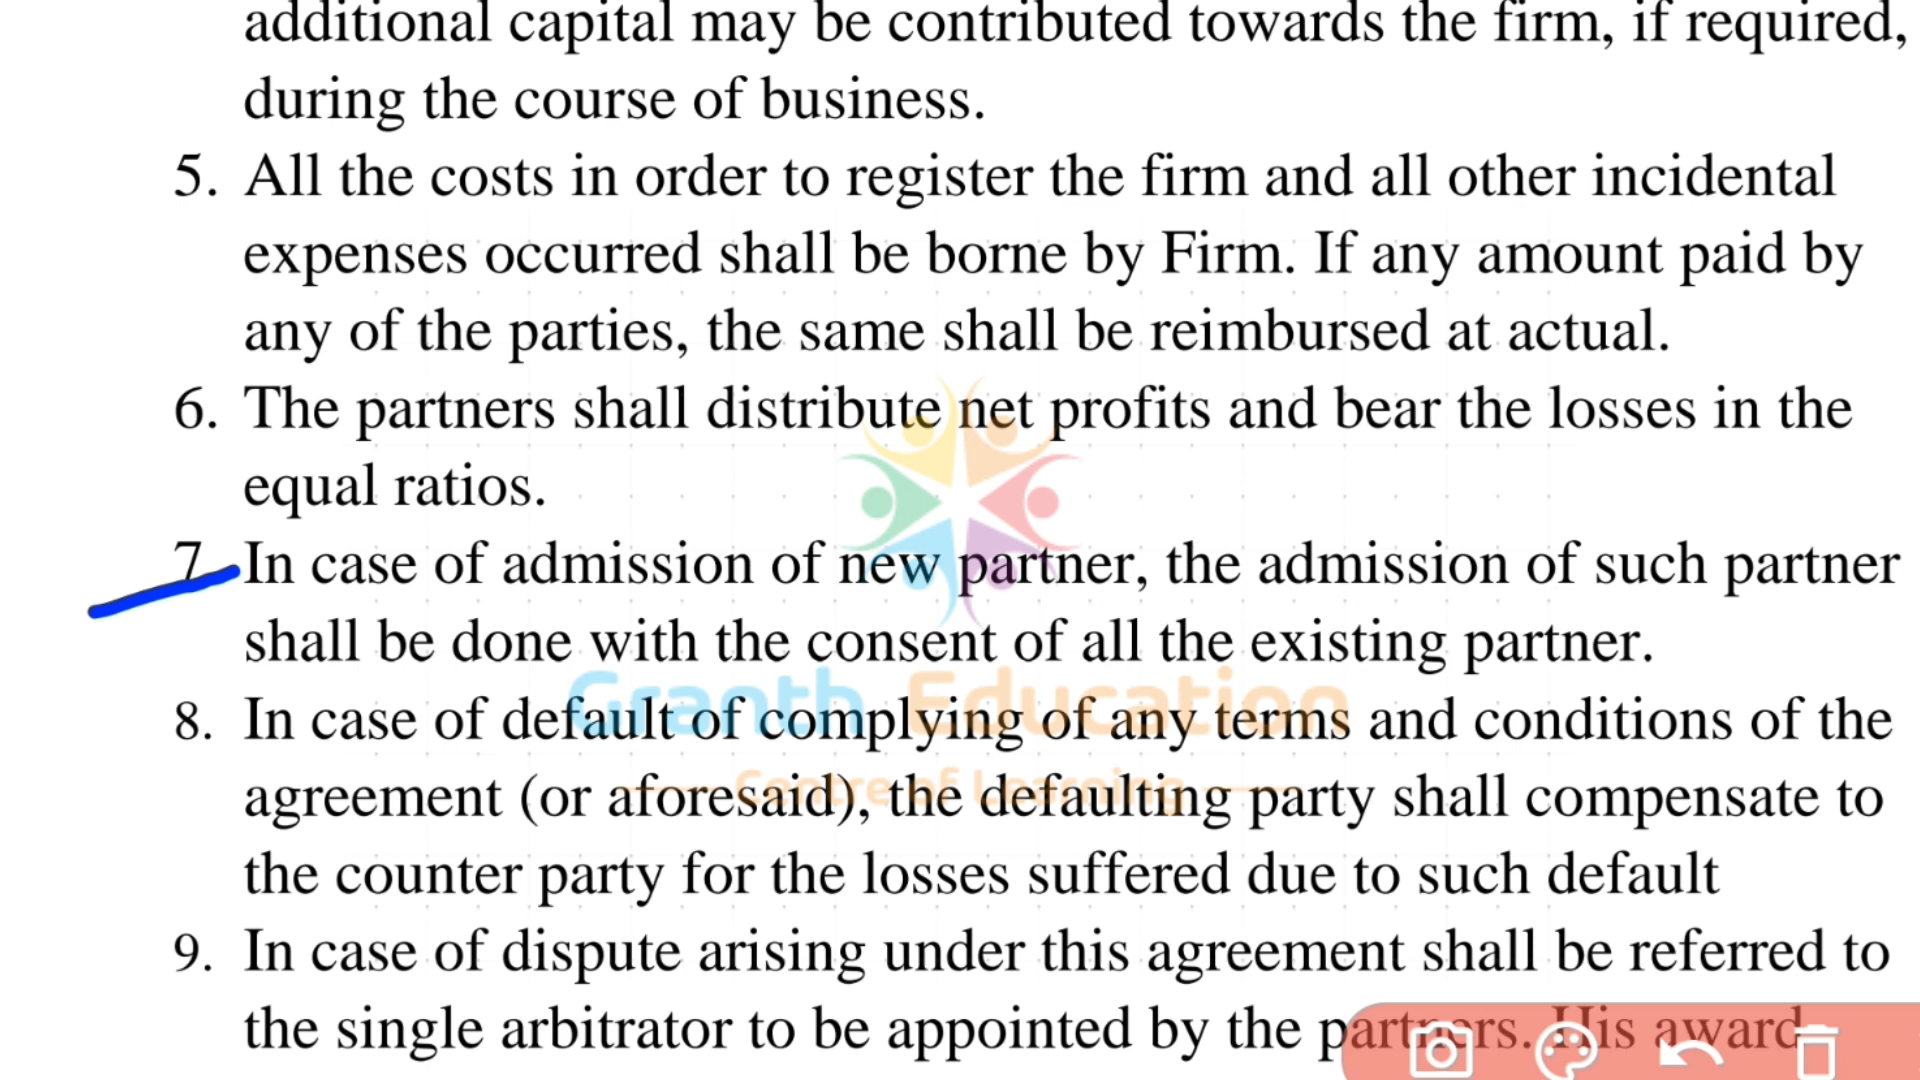 additional capital may be contributed towards the firm, if required,
during the course of business.
5. All the costs in order to register the firm and all other incidental
expenses occurred shall be borne by Firm. If any amount paid by
any of the parties, the same shall be reimbursed at actual.
6. The partners shall distribute net profits and bear the losses in the
equal ratios.
7. In case of admission of new partner, the admission of such partner
shall be done with the consent of all the existing partner.
Granth Education
8. In case of default of complying of any terms and conditions of the
Centre of Learning
agreement (or aforesaid), the defaulting party shall compensate to
the counter party for the losses suffered due to such default
9. In case of dispute arising under this agreement shall be referred to
the single arbitrator to be appointed by the partners. His award